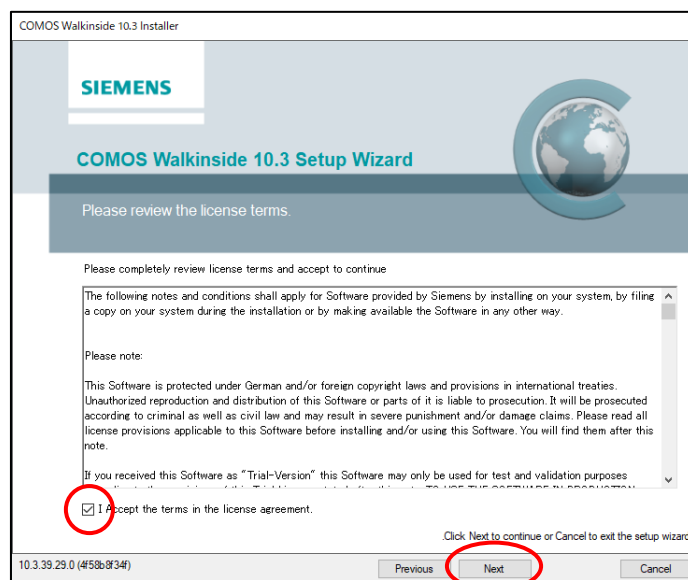 COMOS Walkinside 10.3 Installer
SIEMENS
COMOS Walkinside 10.3 Setup Wizard
Please review the license terms.
Please completely review license terms and accept to continue
The following notes and conditions shall apply for Software provided by Siemens by installing on your system, by filing
a copy on your system during the installation or by making available the Software in any other way.
Please note:
This Software is protected under German and/or foreign copyright laws and provisions in international treaties.
Unauthorized reproduction and distribution of this Software or parts of it is liable to prosecution. It will be prosecuted
according to criminal as well as civil law and may result in severe punishment and/or damage claims. Please read all
license provisions applicable to this Software before installing and/or using this Software. You will find them after this
note.
If you received this Software as "Trial-Version" this Software may only be used for test and validation purposes
I Accept the terms in the license agreement.
Click Next to continue or Cancel to exit the setup wizard
10.3.39.29.0 (4f58b8f34f)
Previous
Next
Cancel